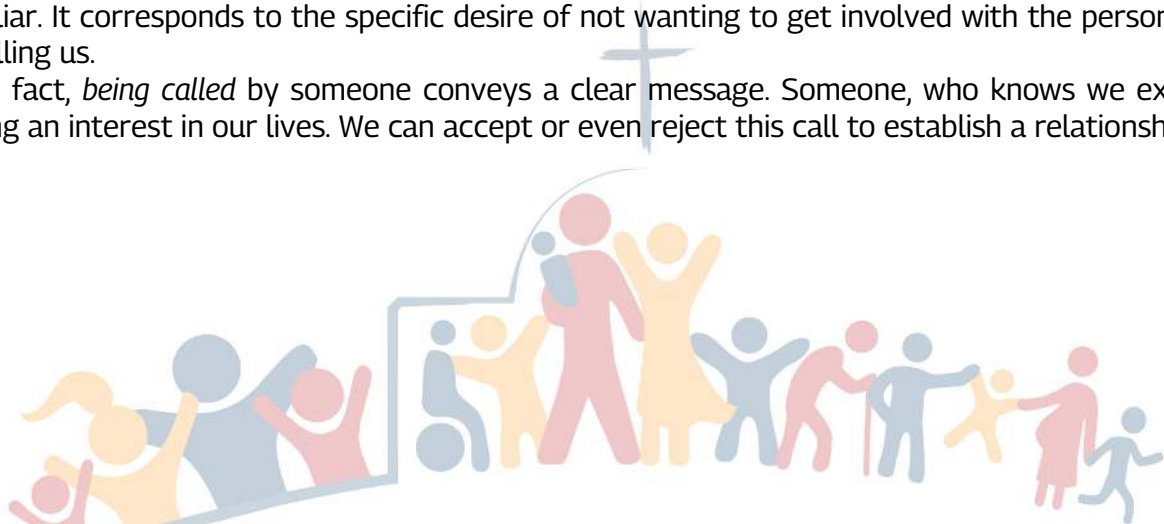 liar. It corresponds to the specific desire of not wanting to get involved with the person
lling us.
fact, being called by someone conveys a clear message. Someone, who knows we ex
ng an interest in our lives. We can accept or even reject this call to establish a relationsh